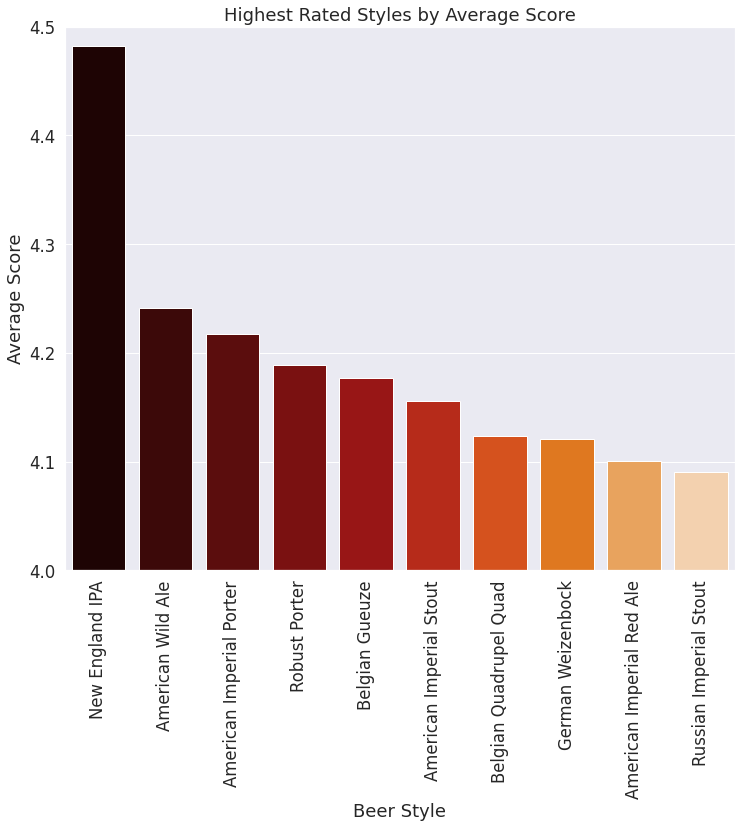 Highest Rated Styles by Average Score
Average Score
4.5
4.4
4.3
4.2
4.1
4.0
New England IPA
American Wild Ale
American Imperial Porter
Robust Porter
Belgian Gueuze
American Imperial Stout
Belgian Quadrupel Quad
German Weizenbock
American Imperial Red Ale
Russian Imperial Stout
Beer Style